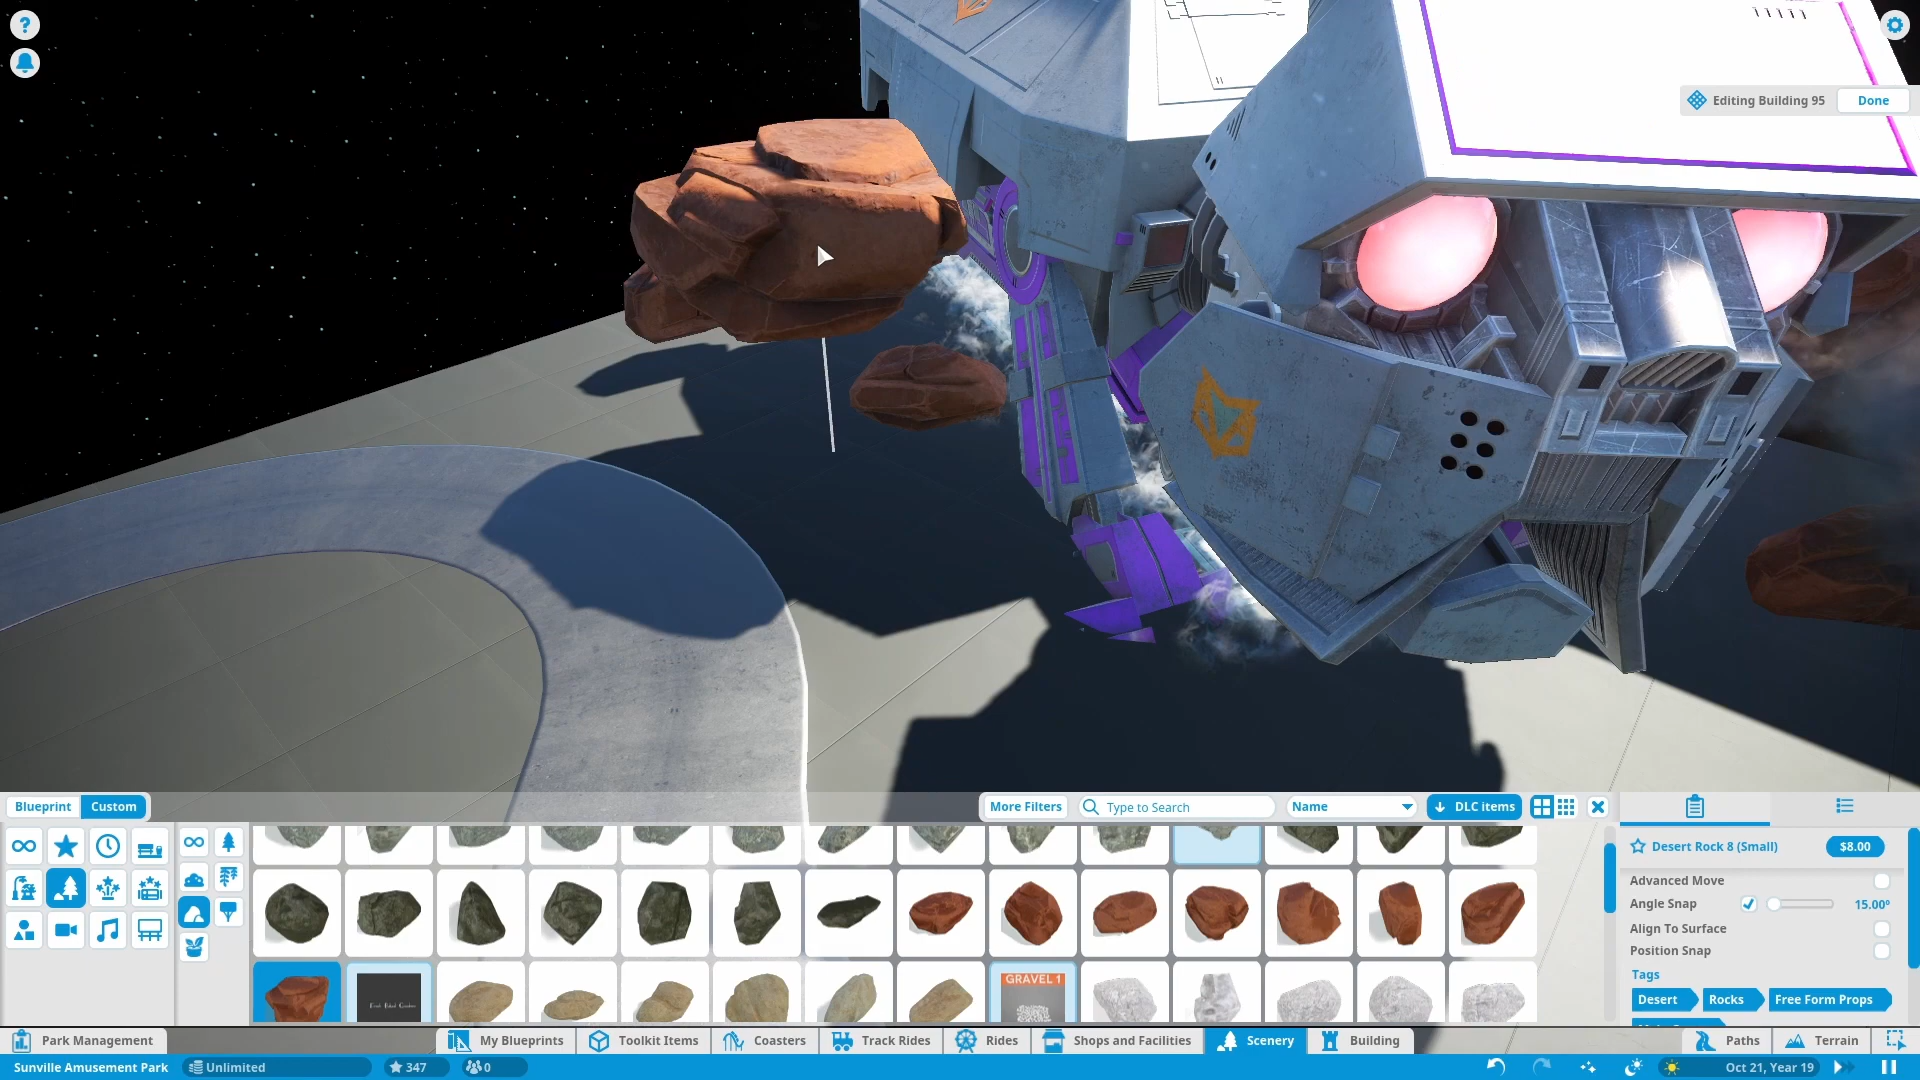 ?
Editing Building 95
Done
Blueprint
Custom
More Filters
Type to Search
Name
DLC items
Desert Rock 8 (Small)
$8.00
Advanced Move
Angle Snap
15.00°
Align To Surface
Position Snap
Tags
Desert
Rocks
Free Form Props
GRAVEL 1
Park Management
My Blueprints
Toolkit Items
Coasters
Track Rides
Rides
Shops and Facilities
Scenery
Building
Paths
Terrain
Sunville Amusement Park
Unlimited
347
0
Oct 21, Year 19